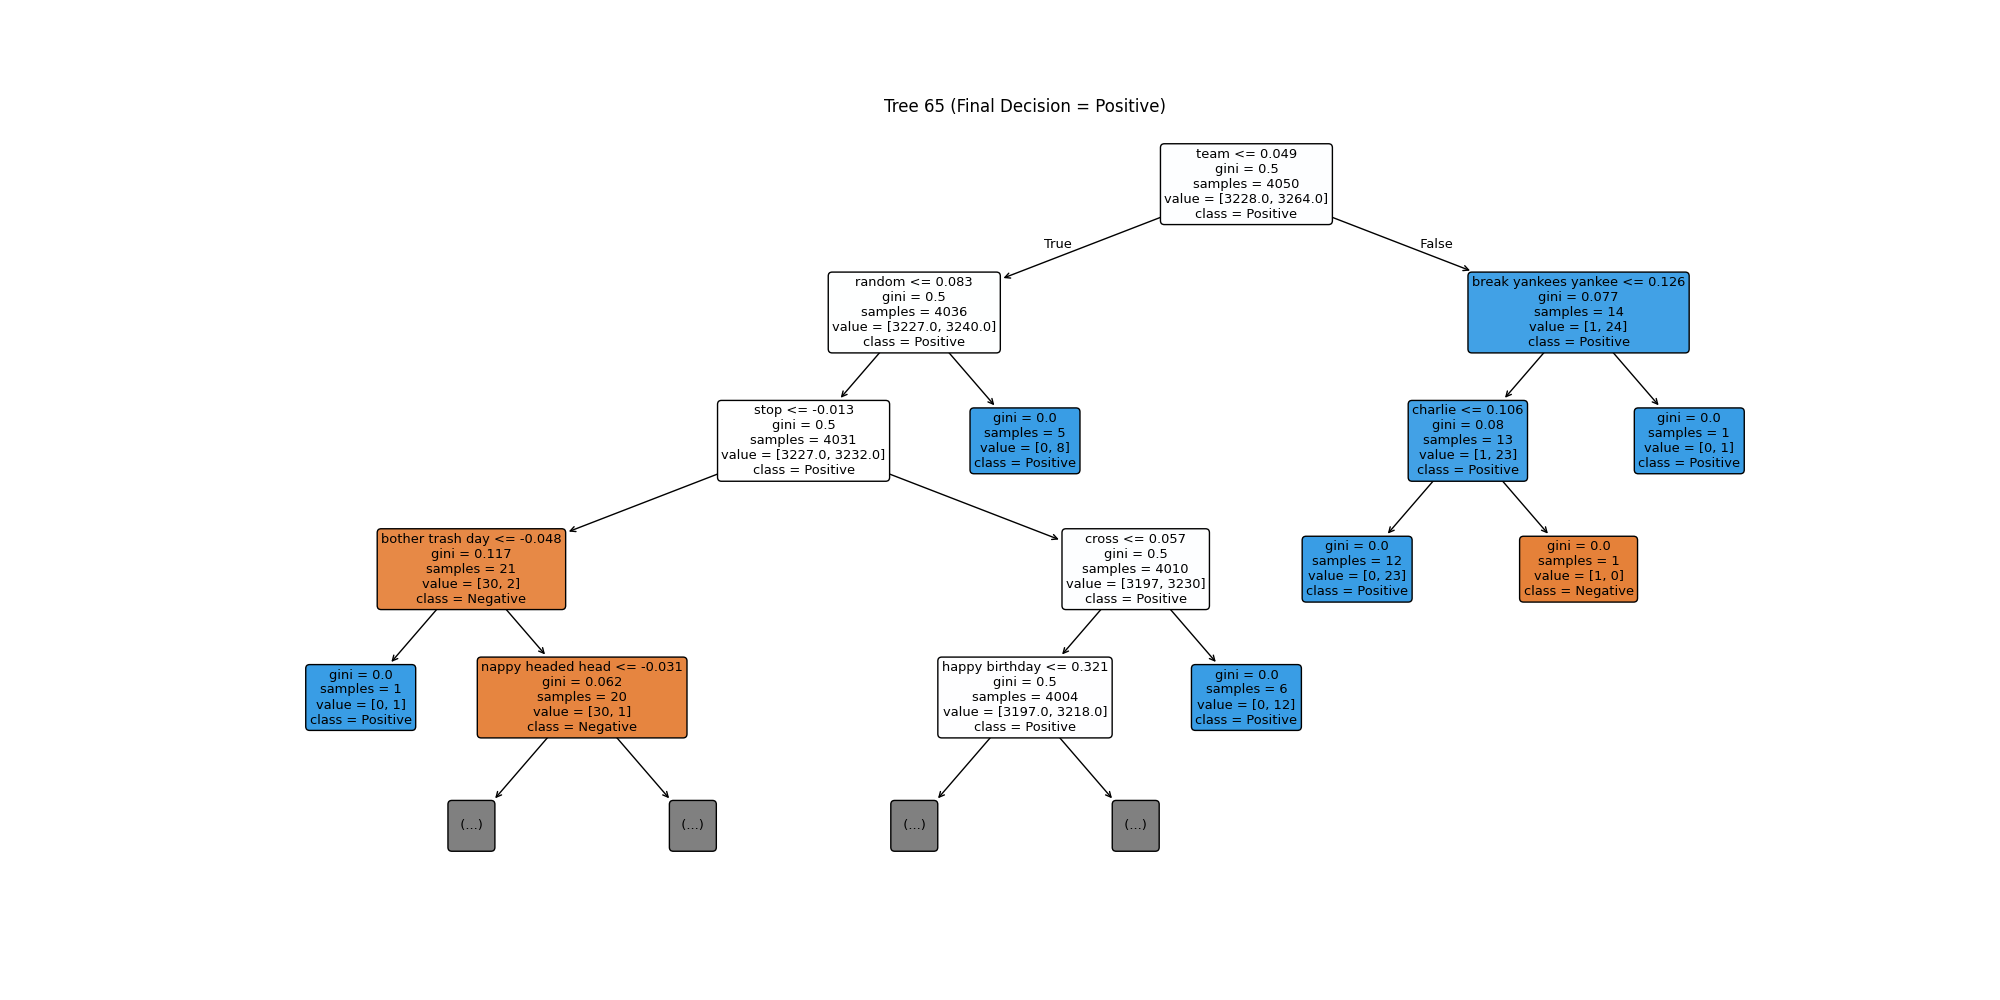 Tree 65 (Final Decision = Positive)
team <= 0.049
gini = 0.5
samples = 4050
value = [3228.0, 3264.0]
class = Positive
True
False
random <= 0.083
gini = 0.5
samples = 4036
value = [3227.0, 3240.0]
class = Positive
break yankees yankee <= 0.126
gini = 0.077
samples = 14
value = [1, 24]
class = Positive
stop <= -0.013
gini = 0.5
samples = 4031
value = [3227.0, 3232.0]
class = Positive
gini = 0.0
samples = 5
value = [0, 8]
class = Positive
charlie <= 0.106
gini = 0.08
samples = 13
value = [1, 23]
class = Positive
gini = 0.0
samples = 1
value = [0, 1]
class = Positive
bother trash day <= -0.048
gini = 0.117
samples = 21
value = [30, 2]
class = Negative
cross <= 0.057
gini = 0.5
samples = 4010
value = [3197, 3230]
class = Positive
gini = 0.0
samples = 12
value = [0, 23]
class = Positive
gini = 0.0
samples = 1
value = [1, 0]
class = Negative
gini = 0.0
samples = 1
value = [0, 1]
class = Positive
nappy headed head <= -0.031
gini = 0.062
samples = 20
value = [30, 1]
class = Negative
happy birthday <= 0.321
gini = 0.5
samples = 4004
value = [3197.0, 3218.0]
class = Positive
gini = 0.0
samples = 6
value = [0, 12]
class = Positive
(...)
(...)
(...)
(...)